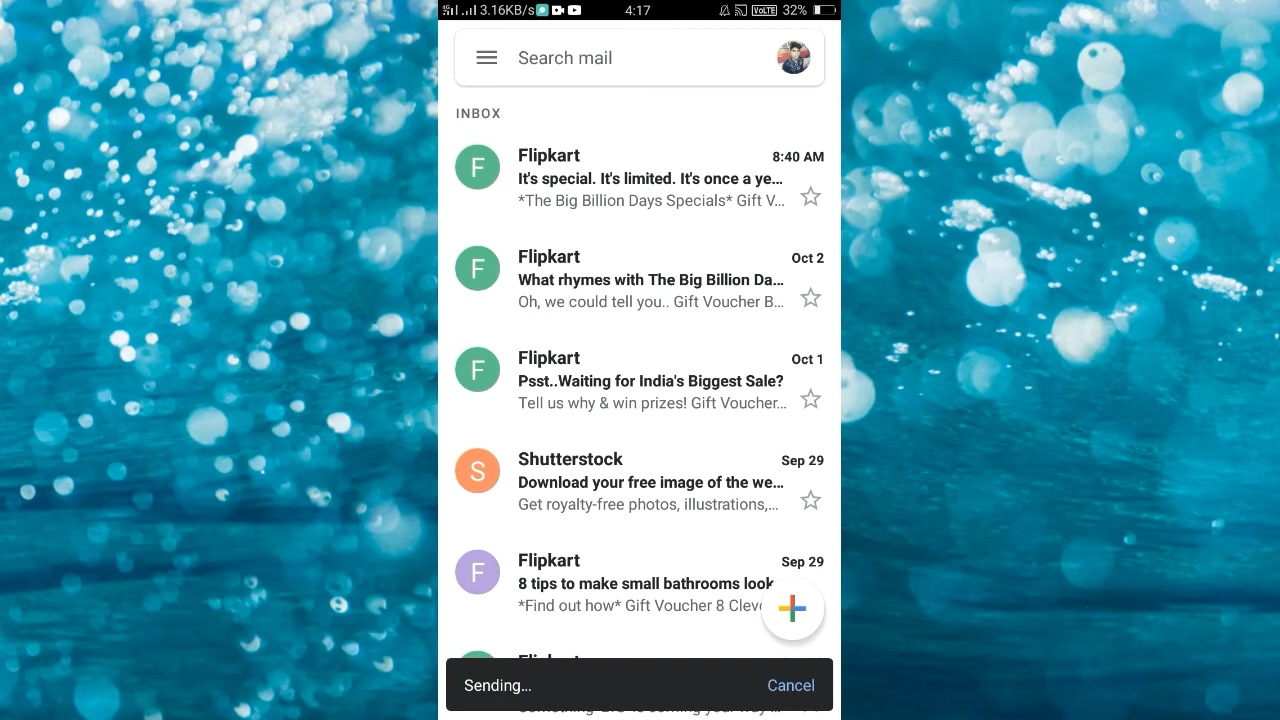 3.16KB/s 4:17 VoLTE 32%
Search mail
INBOX
F Flipkart 8:40 AM
It's special. It's limited. It's once a ye...
*The Big Billion Days Specials* Gift V...
F Flipkart Oct 2
What rhymes with The Big Billion Da...
Oh, we could tell you.. Gift Voucher B...
F Flipkart Oct 1
Psst..Waiting for India's Biggest Sale?
Tell us why & win prizes! Gift Voucher...
S Shutterstock Sep 29
Download your free image of the we...
Get royalty-free photos, illustrations,...
F Flipkart Sep 29
8 tips to make small bathrooms look
*Find out how* Gift Voucher 8 Cleve
Sending... Cancel